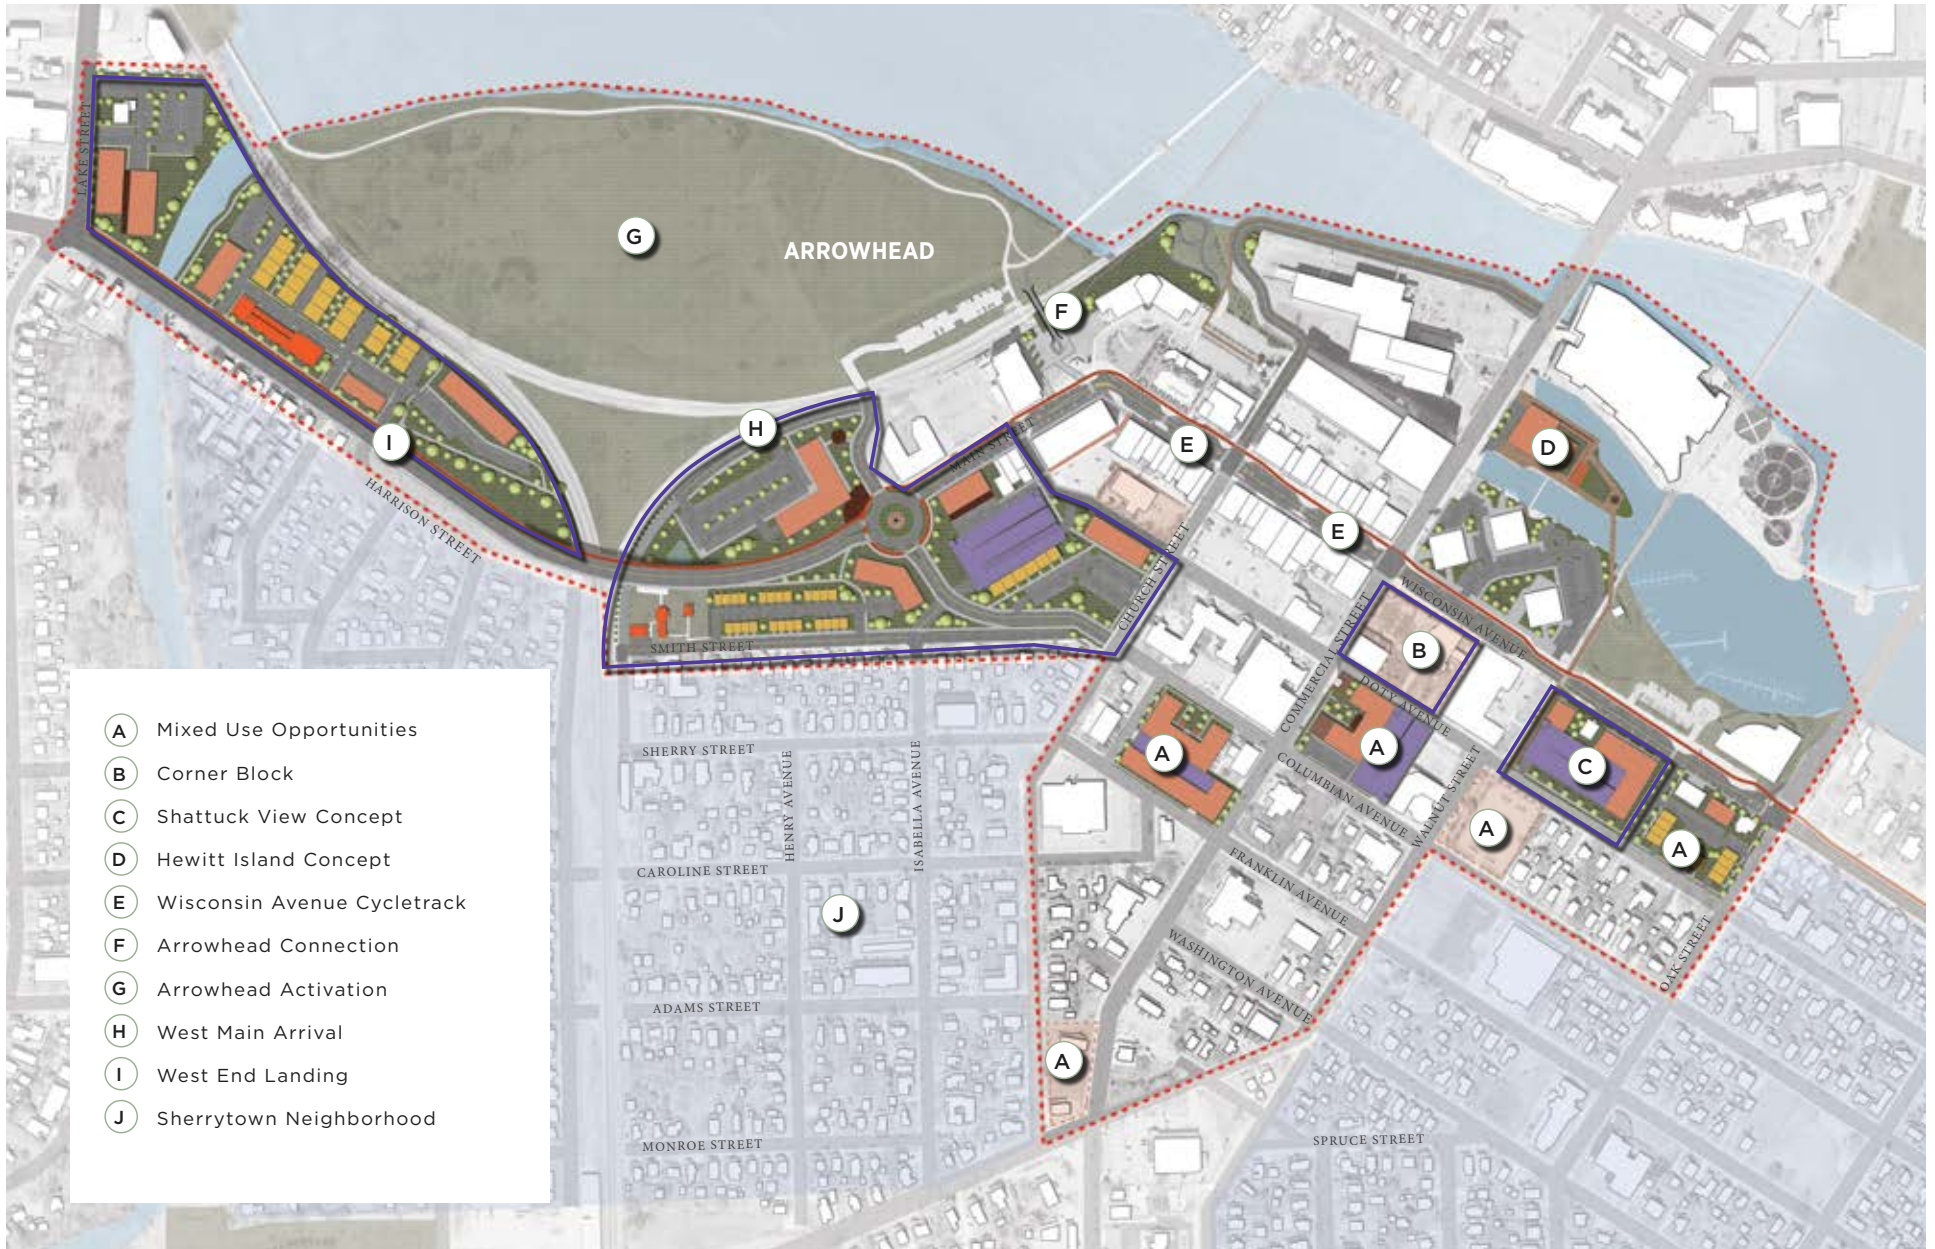 LAKE STREET
G
ARROWHEAD
F
H
I
E
D
MAIN STREET
HARRISON STREET
E
CHURCH STREET
WISCONSIN AVENUE
B
SMITH STREET
COMMERCIAL STREET
DOTY AVENUE
A
A
C
SHERRY STREET
HENRY AVENUE
ISABELLA AVENUE
COLUMBIAN AVENUE
WALNUT STREET
A
A
CAROLINE STREET
FRANKLIN AVENUE
J
WASHINGTON AVENUE
OAK STREET
ADAMS STREET
A
MONROE STREET
SPRUCE STREET
A Mixed Use Opportunities
B Corner Block
C Shattuck View Concept
D Hewitt Island Concept
E Wisconsin Avenue Cycletrack
F Arrowhead Connection
G Arrowhead Activation
H West Main Arrival
I West End Landing
J Sherrytown Neighborhood